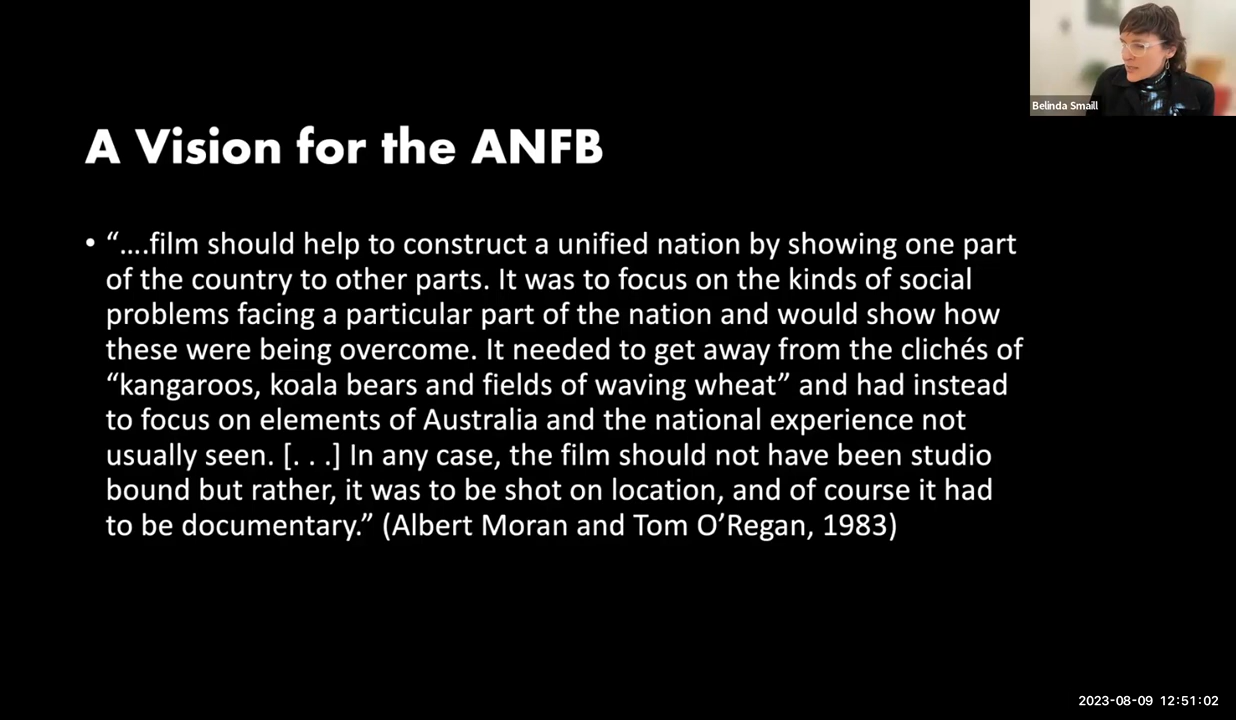 Belinda Smaill
A Vision for the ANFB
• “….film should help to construct a unified nation by showing one part
of the country to other parts. It was to focus on the kinds of social
problems facing a particular part of the nation and would show how
these were being overcome. It needed to get away from the clichés of
“kangaroos, koala bears and fields of waving wheat” and had instead
to focus on elements of Australia and the national experience not
usually seen. [. . .] In any case, the film should not have been studio
bound but rather, it was to be shot on location, and of course it had
to be documentary.” (Albert Moran and Tom O’Regan, 1983)
2023-08-09 12:51:02